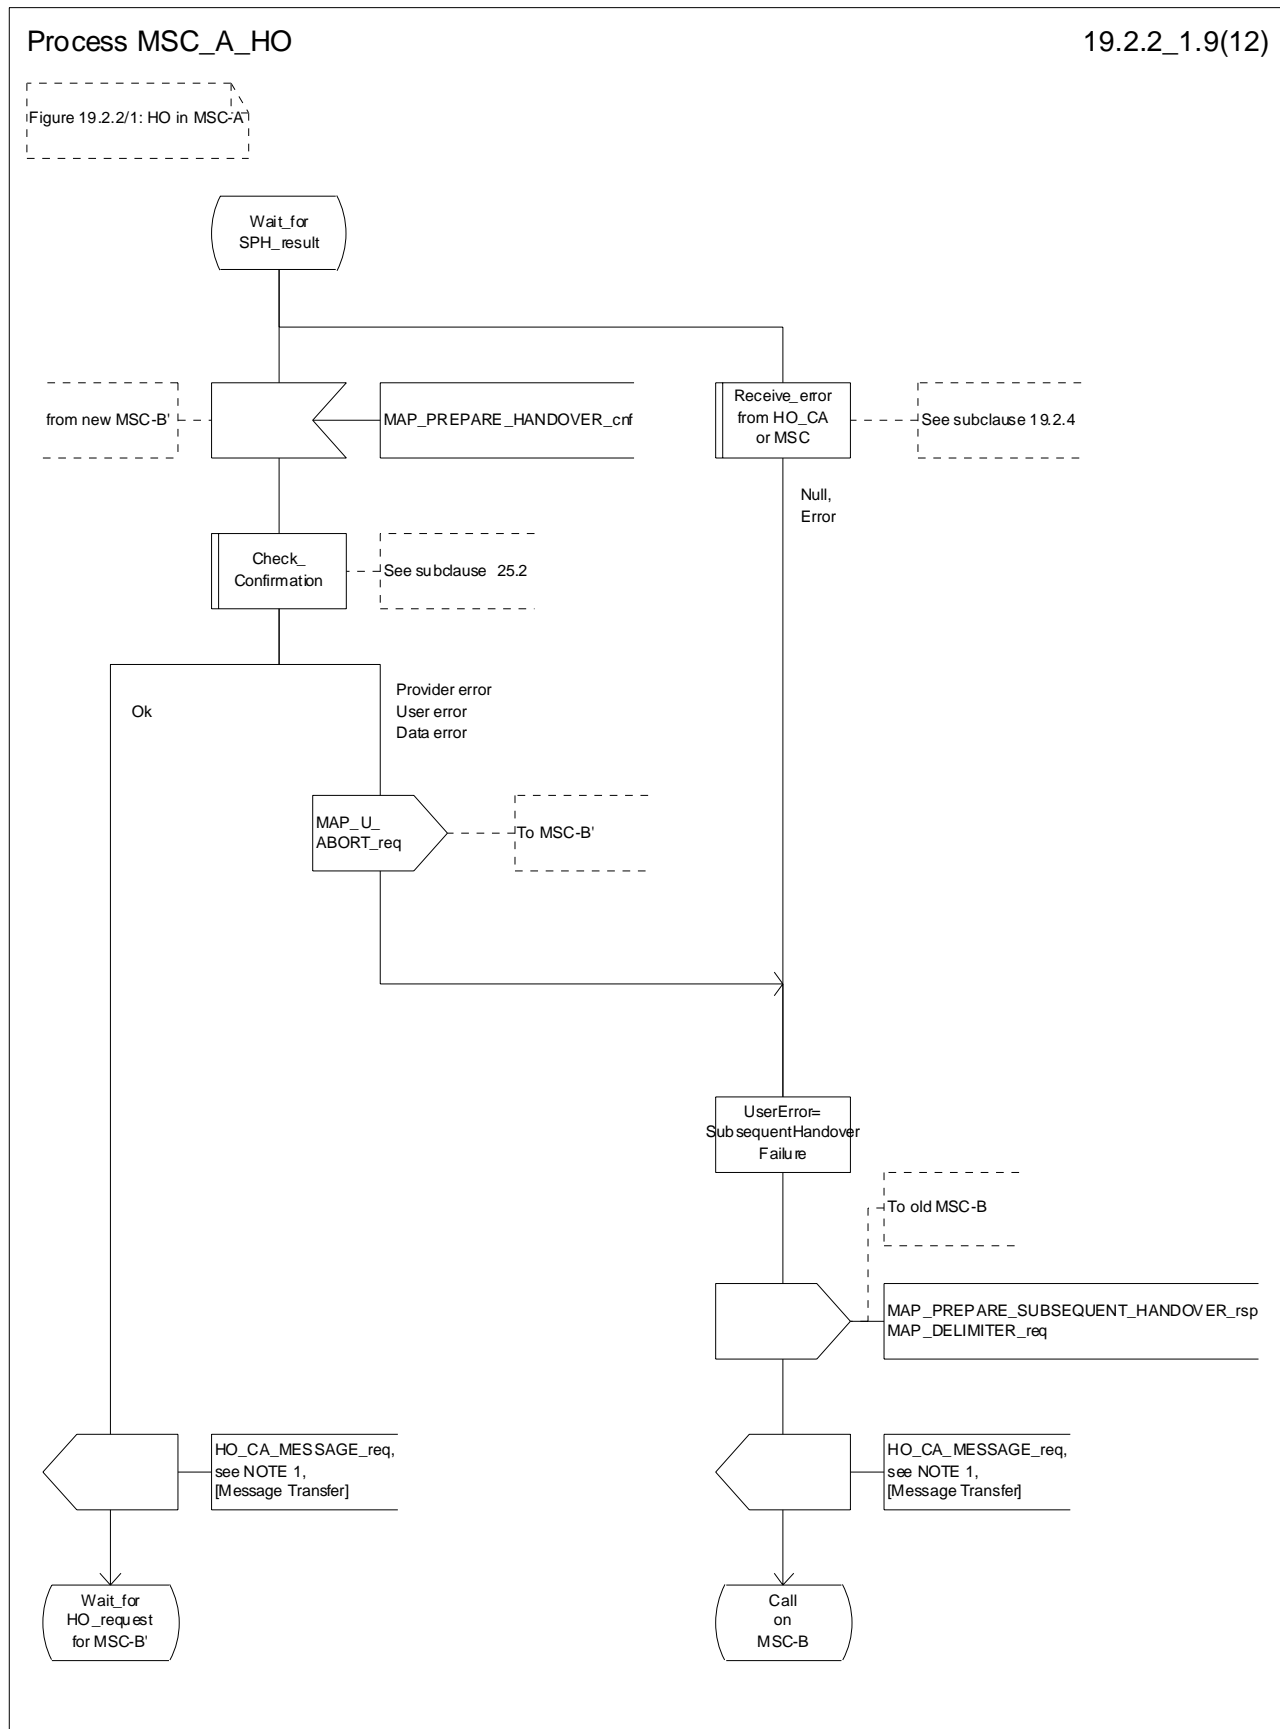 Process MSC_A_HO
19.2.2_1.9(12)
Figure 19.2.2/1: HO in MSC-A
Wait_for
SPH_result
from new MSC-B'
MAP_PREPARE_HANDOVER_cnf
Receive_error
from HO_CA
or MSC
See subclause 19.2.4
Null,
Error
Check_
Confirmation
See subclause 25.2
Ok
Provider error
User error
Data error
MAP_U_
ABORT_req
To MSC-B'
UserError=
SubsequentHandover
Failure
To old MSC-B
MAP_PREPARE_SUBSEQUENT_HANDOVER_rsp
MAP_DELIMITER_req
HO_CA_MESSAGE_req,
see NOTE 1,
[Message Transfer]
HO_CA_MESSAGE_req,
see NOTE 1,
[Message Transfer]
Wait_for
HO_request
for MSC-B'
Call
on
MSC-B